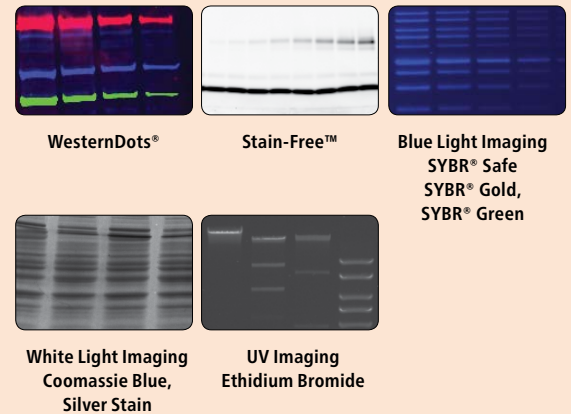 WesternDots®
Stain-Free™
Blue Light Imaging
SYBR® Safe
SYBR® Gold,
SYBR® Green
White Light Imaging
Coomassie Blue,
Silver Stain
UV Imaging
Ethidium Bromide